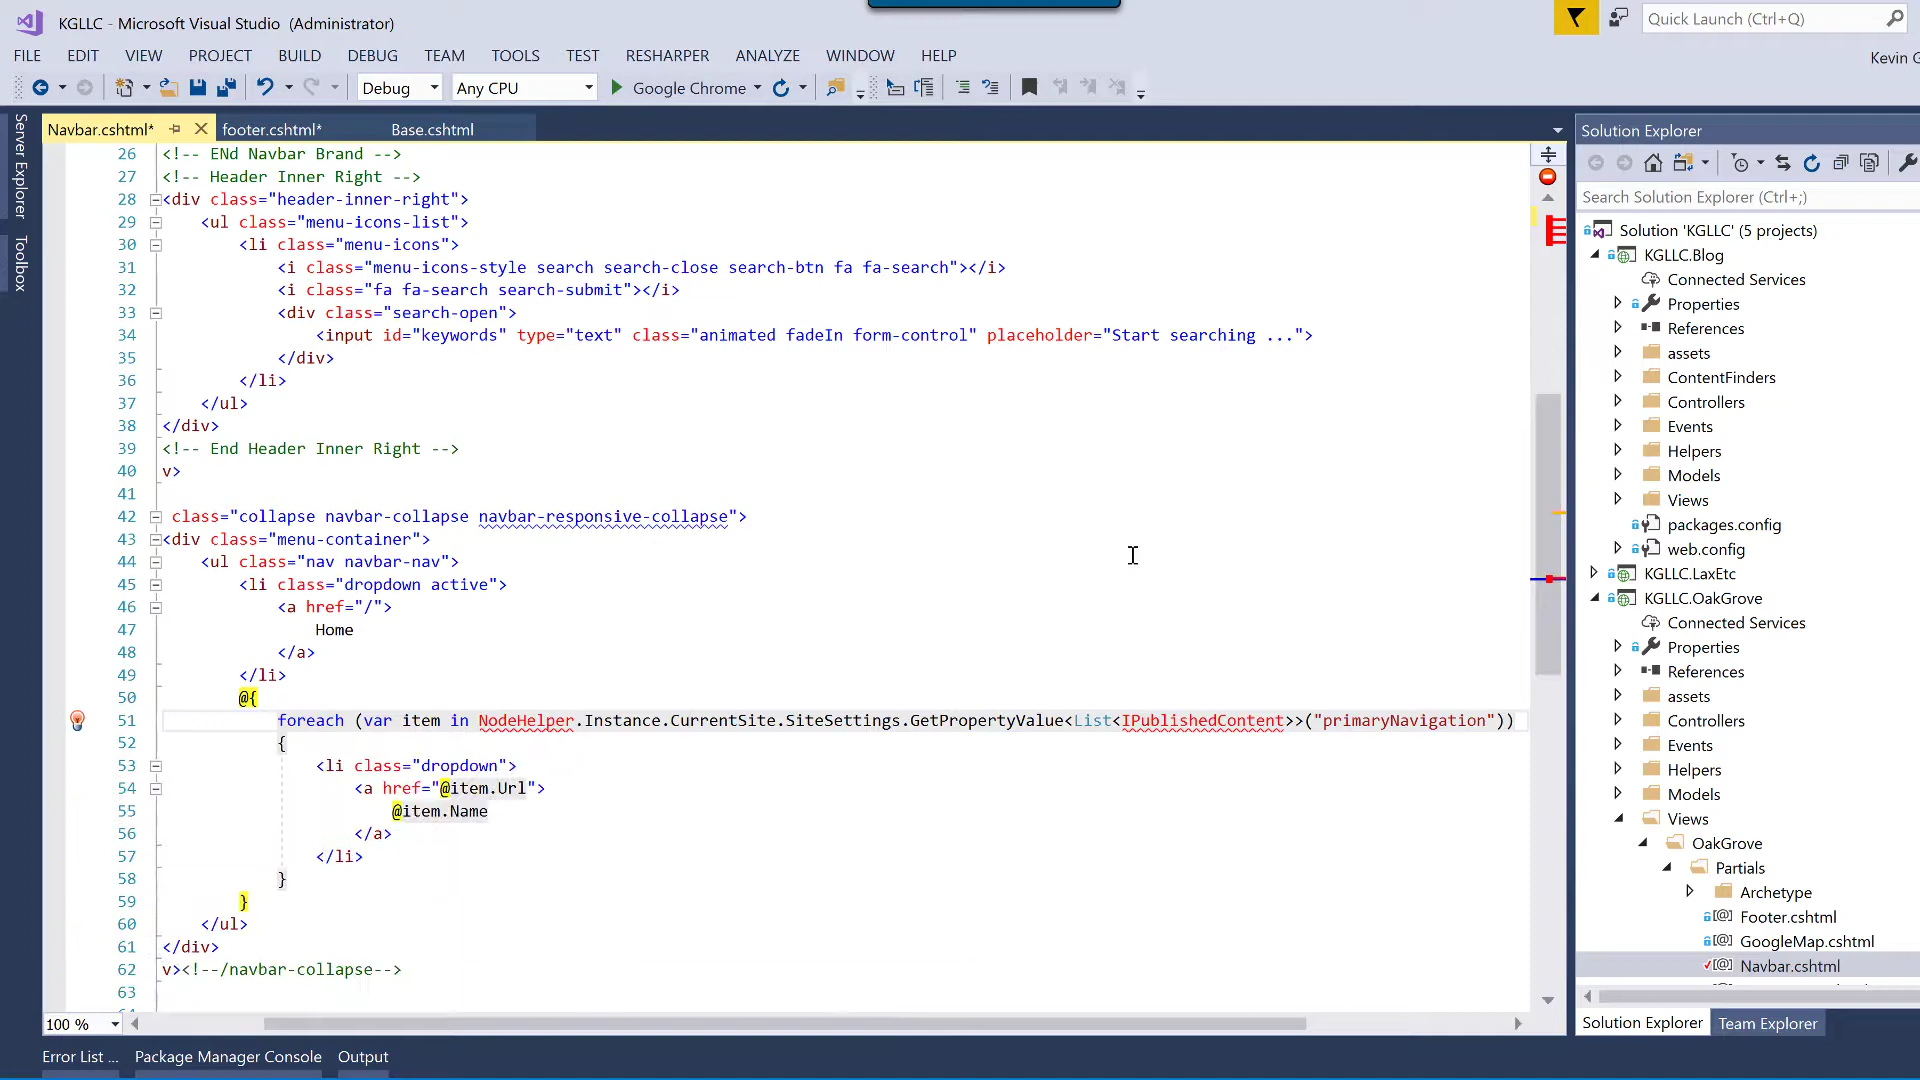 KGLLC - Microsoft Visual Studio (Administrator)
Quick Launch (Ctrl+Q)
FILE EDIT VIEW PROJECT BUILD DEBUG TEAM TOOLS TEST RESHARPER ANALYZE WINDOW HELP
Kevin G
Debug Any CPU Google Chrome
Server Explorer
Toolbox
Navbar.cshtml* footer.cshtml* Base.cshtml
26 <!-- ENd Navbar Brand -->
27 <!-- Header Inner Right -->
28 <div class="header-inner-right">
29 <ul class="menu-icons-list">
30 <li class="menu-icons">
31 <i class="menu-icons-style search search-close search-btn fa fa-search"></i>
32 <i class="fa fa-search search-submit"></i>
33 <div class="search-open">
34 <input id="keywords" type="text" class="animated fadeIn form-control" placeholder="Start searching ...">
35 </div>
36 </li>
37 </ul>
38 </div>
39 <!-- End Header Inner Right -->
40 v>
41
42 class="collapse navbar-collapse navbar-responsive-collapse">
43 <div class="menu-container">
44 <ul class="nav navbar-nav">
45 <li class="dropdown active">
46 <a href="/">
47 Home
48 </a>
49 </li>
50 @{
51 foreach (var item in NodeHelper.Instance.CurrentSite.SiteSettings.GetPropertyValue<List<IPublishedContent>>("primaryNavigation"))
52 {
53 <li class="dropdown">
54 <a href="@item.Url">
55 @item.Name
56 </a>
57 </li>
58 }
59 }
60 </ul>
61 </div>
62 v><!--/navbar-collapse-->
63
100 %
Error List ... Package Manager Console Output
Solution Explorer
Search Solution Explorer (Ctrl+;)
Solution 'KGLLC' (5 projects)
KGLLC.Blog
Connected Services
Properties
References
assets
ContentFinders
Controllers
Events
Helpers
Models
Views
packages.config
web.config
KGLLC.LaxEtc
KGLLC.OakGrove
Connected Services
Properties
References
assets
Controllers
Events
Helpers
Models
Views
OakGrove
Partials
Archetype
Footer.cshtml
GoogleMap.cshtml
Navbar.cshtml
Solution Explorer Team Explorer